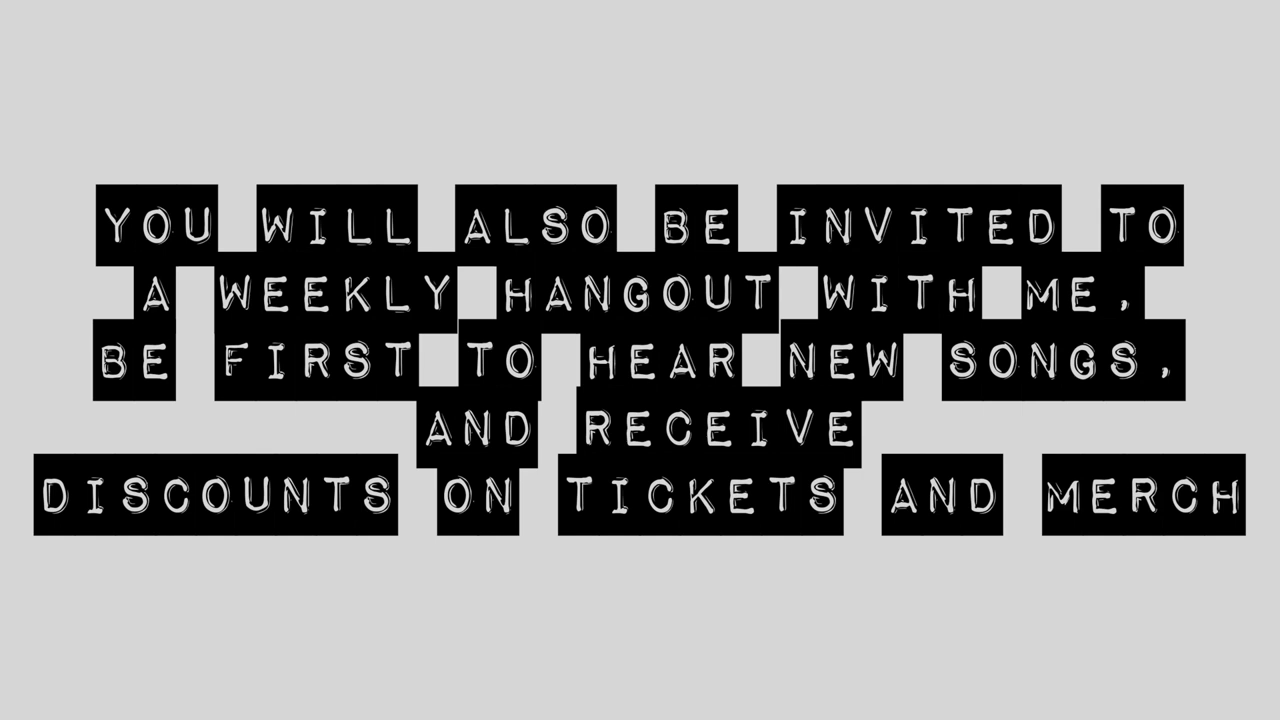 YOU WILL ALSO BE INVITED TO
A WEEKLY HANGOUT WITH ME,
BE FIRST TO HEAR NEW SONGS,
AND RECEIVE
DISCOUNTS ON TICKETS AND MERCH